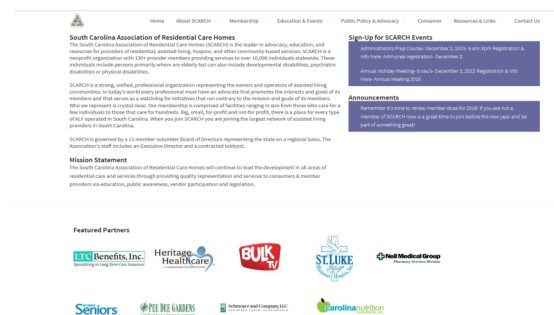 Home About SCARCH Membership Education & Events Public Policy & Advocacy Consumer Resources & Links Contact Us
South Carolina Association of Residential Care Homes
The South Carolina Association of Residential Care Homes (SCARCH) is the leader in advocacy, education, and
resources for providers of residential, assisted living, hospice, and other community-based services. SCARCH is a
nonprofit organization with 130+ provider members providing services to over 10,000 individuals statewide. These
individuals include persons primarily whom are elderly but can also include developmental disabilities, psychiatric
disabilities or physical disabilities.
SCARCH is a strong, unified, professional organization representing the owners and operators of assisted living
communities. In today's world every professional must have an advocate that promotes the interests and goals of its
members and that serves as a watchdog for initiatives that run contrary to the mission and goals of its members.
Who we represent is crystal clear. Our membership is comprised of facilities ranging in size from those who care for a
few individuals to those that care for hundreds. Big, small, for-profit and not-for profit, there is a place for every type
of ALF operated in South Carolina. When you join SCARCH you are joining the largest network of assisted living
providers in South Carolina.
SCARCH is governed by a 13 member volunteer Board of Directors representing the state on a regional basis. The
Association's staff includes an Executive Director and a contracted lobbyist.
Mission Statement
The South Carolina Association of Residential Care Homes will continue to lead the development in all areas of
residential care and services through providing quality representation and services to consumers & member
providers via education, public awareness, vendor participation and legislation.
Sign-Up for SCARCH Events
Administrators Prep Course- December 2, 2015- 9 am-3pm Registration &
Info here- Adm prep registration- December 2
Annual Holiday Meeting- December 3, 2015 Registration & Info
Here- Annual Meeting 2016
Announcements
Remember it's time to renew member dues for 2016! If you are not a
member of SCARCH now is a great time to join before the new year and be
part of something great!
Featured Partners
LTC Benefits, Inc.
Specializing in Long Term Care Insurance
Heritage
Healthcare
BULK
TV
ST. LUKE
Neil Medical Group
Pharmacy Services Division
Seniors
PEE DEE GARDENS
Schmoyer and Company, LLC
carolinanutrition